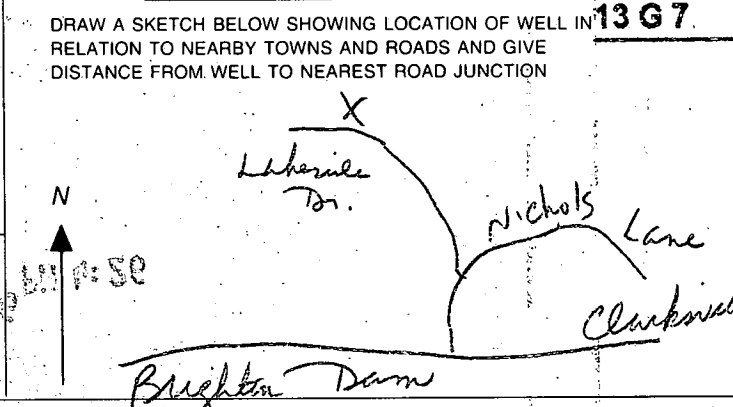 DRAW A SKETCH BELOW SHOWING LOCATION OF WELL IN 13 G 7
RELATION TO NEARBY TOWNS AND ROADS AND GIVE
DISTANCE FROM WELL TO NEAREST ROAD JUNCTION
X
Lakeside
Dr.
N
Nichols Lane
Brighton Dam